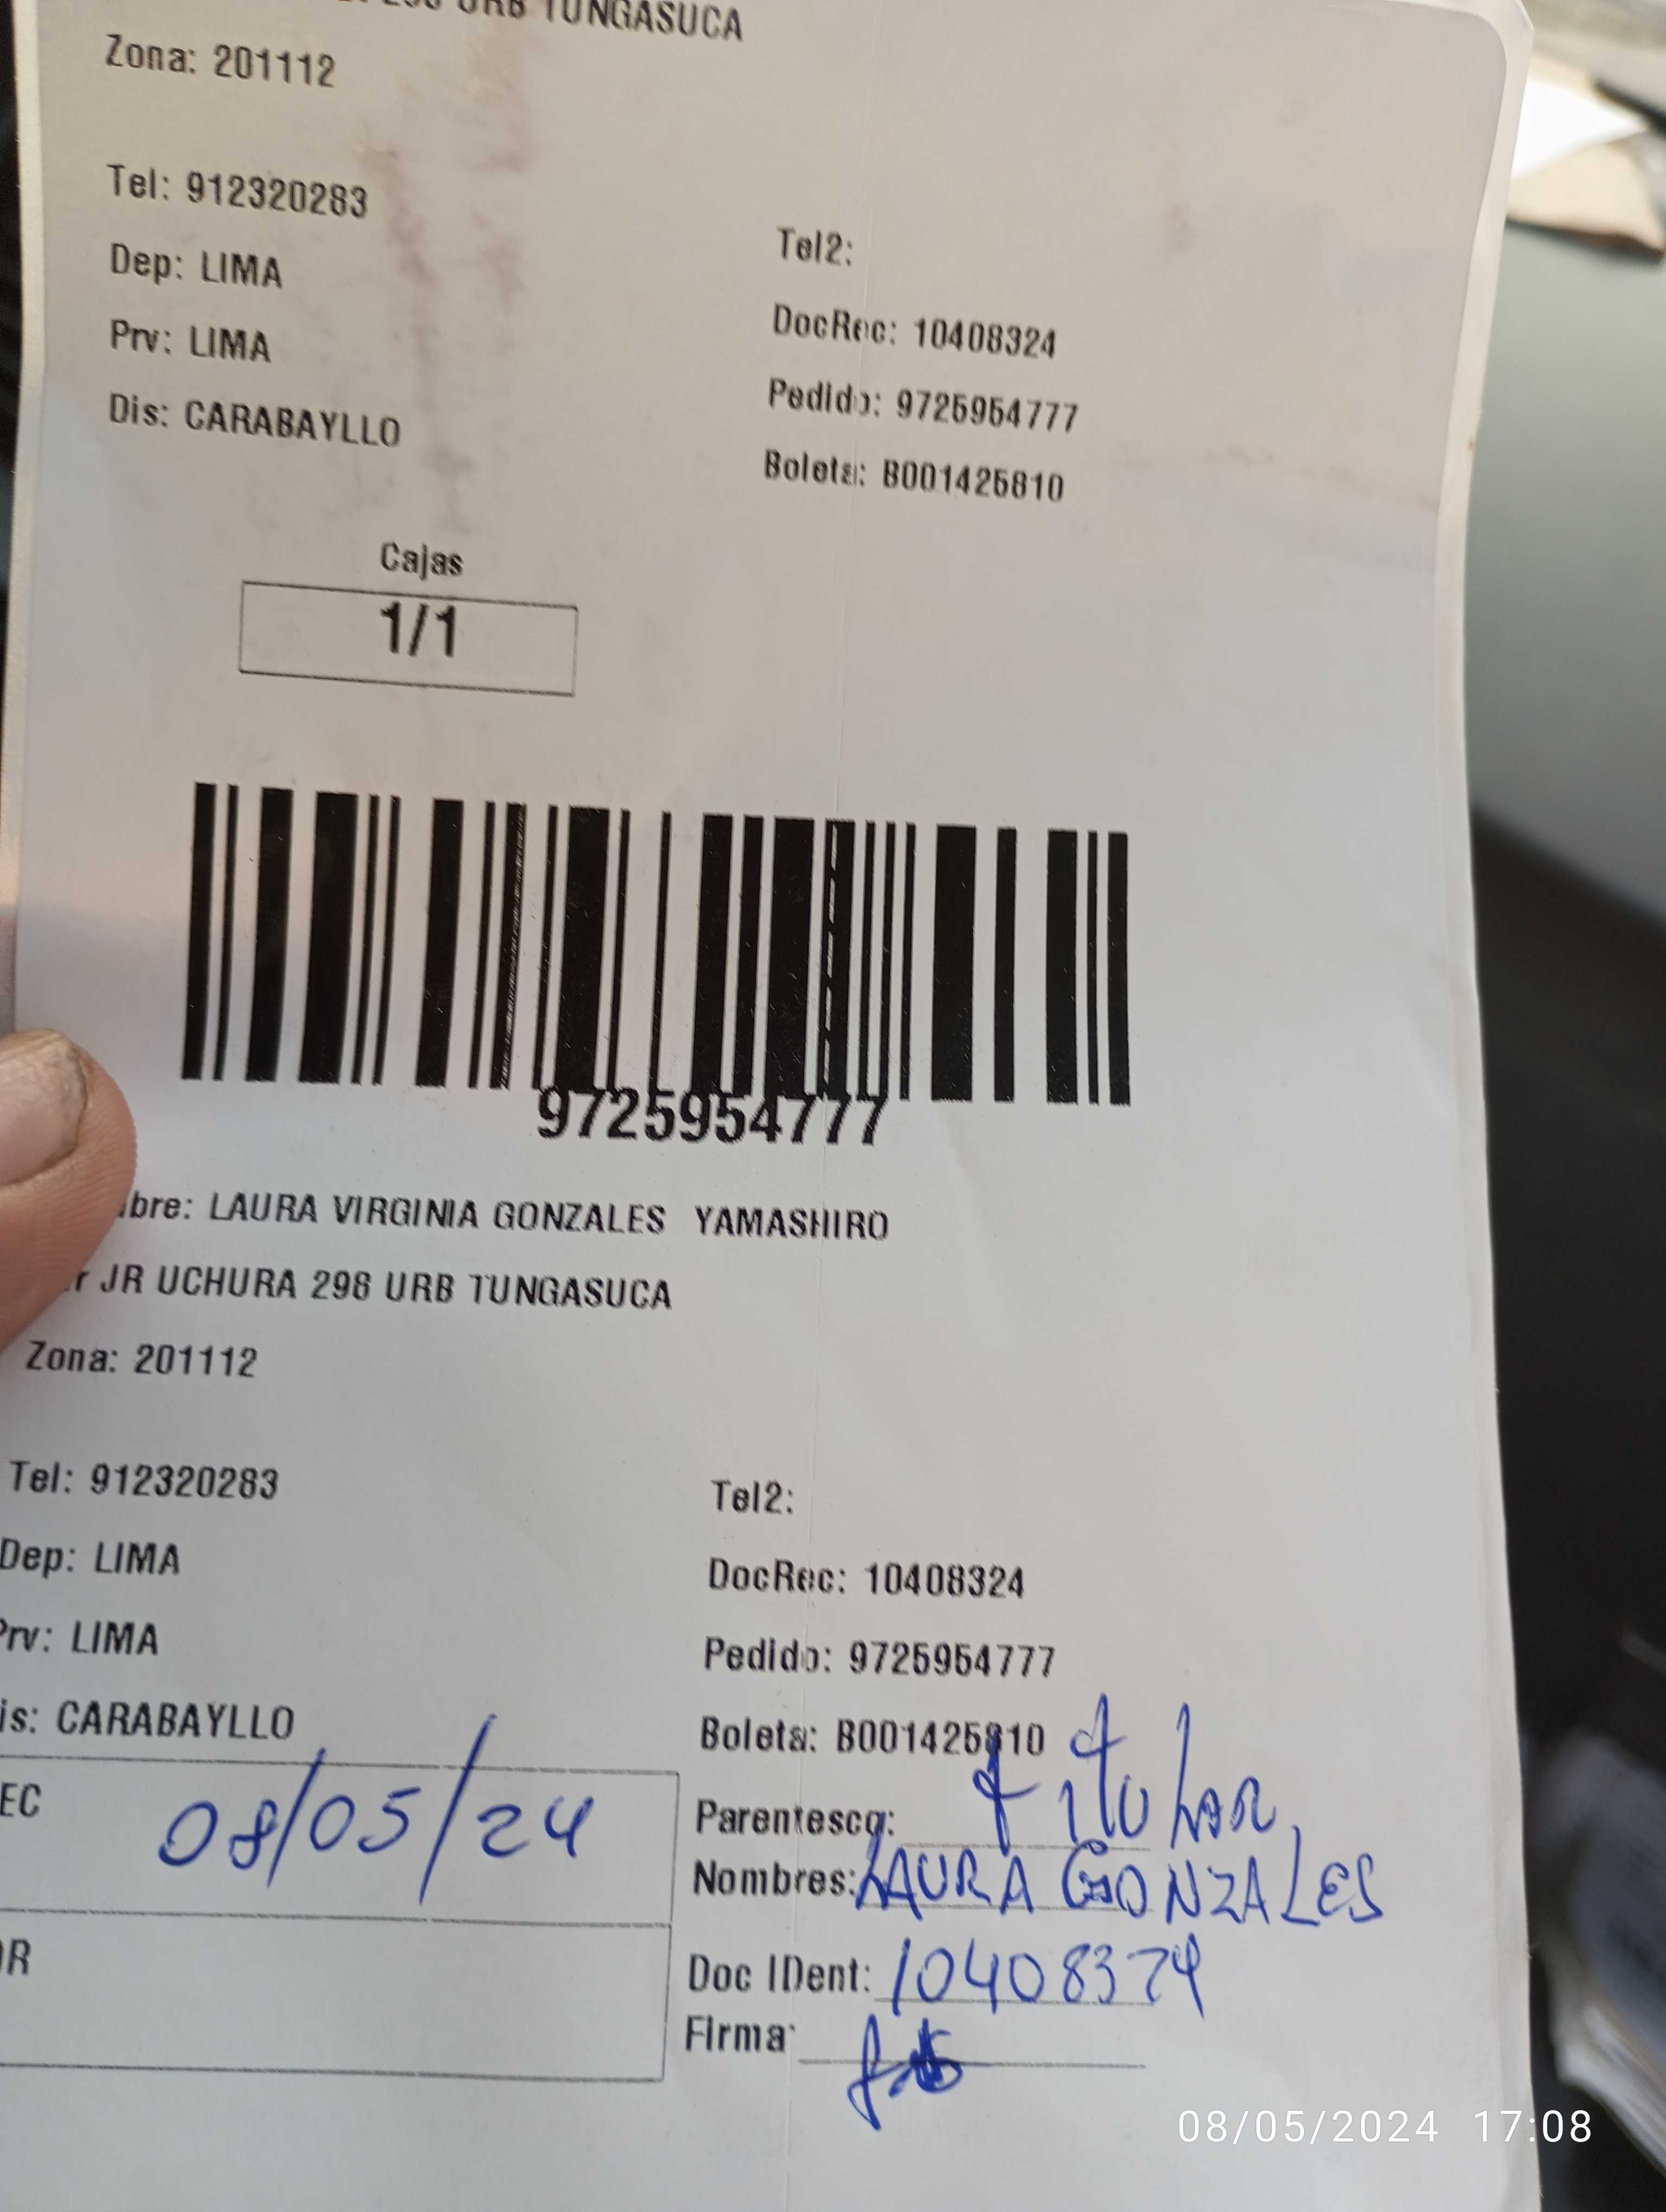 URB TUNGASUCA
Zona: 201112
Tel: 912320283
Tel2:
Dep: LIMA
DocRec: 10408324
Prv: LIMA
Pedido: 9725954777
Dis: CARABAYLLO
Boleta: B001425810
Cajas
1/1
9725954777
bre: LAURA VIRGINIA GONZALES YAMASHIRO
r JR UCHURA 298 URB TUNGASUCA
Zona: 201112
Tel: 912320283
Tel2:
Dep: LIMA
DocRec: 10408324
Prv: LIMA
Pedido: 9725954777
is: CARABAYLLO
Boleta: B001425810
EC 08/05/24
Parentesco: titular
Nombres: LAURA GONZALES
OR
Doc IDent: 10408324
Firma:
08/05/2024 17:08